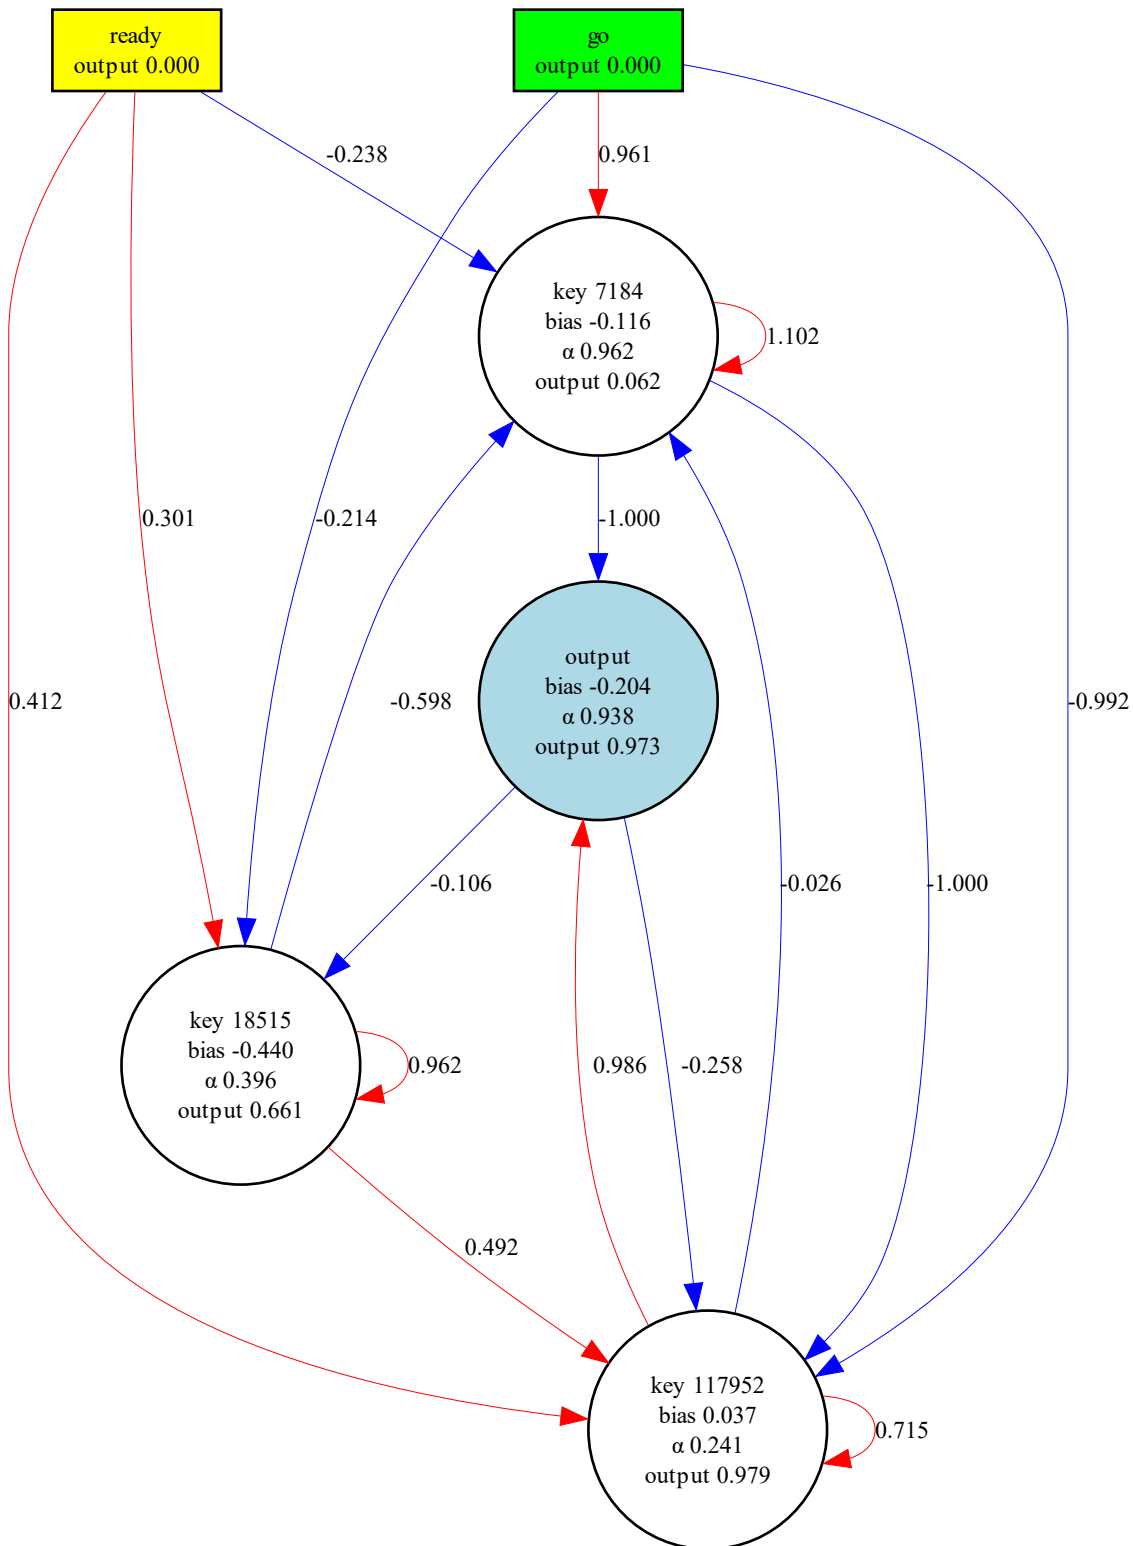 ready
output 0.000
go
output 0.000
-0.238
0.961
key 7184
bias -0.116
α 0.962
output 0.062
1.102
0.301
-0.214
-1.000
output
bias -0.204
α 0.938
output 0.973
0.412
-0.598
-0.992
-0.106
-0.026
-1.000
key 18515
bias -0.440
α 0.396
output 0.661
0.962
0.986
-0.258
0.492
key 117952
bias 0.037
α 0.241
output 0.979
0.715